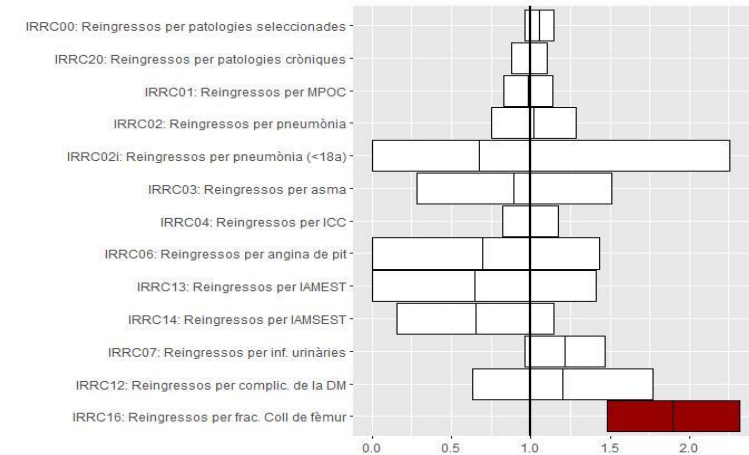 IRRC00: Reingressos per patologies seleccionades
IRRC20: Reingressos per patologies cròniques
IRRC01: Reingressos per MPOC
IRRC02: Reingressos per pneumònia
IRRC02i: Reingressos per pneumònia (<18a)
IRRC03: Reingressos per asma
IRRC04: Reingressos per ICC
IRRC06: Reingressos per angina de pit
IRRC13: Reingressos per IAMEST
IRRC14: Reingressos per IAMSEST
IRRC07: Reingressos per inf. urinàries
IRRC12: Reingressos per complic. de la DM
IRRC16: Reingressos per frac. Coll de fèmur
0.0 0.5 1.0 1.5 2.0